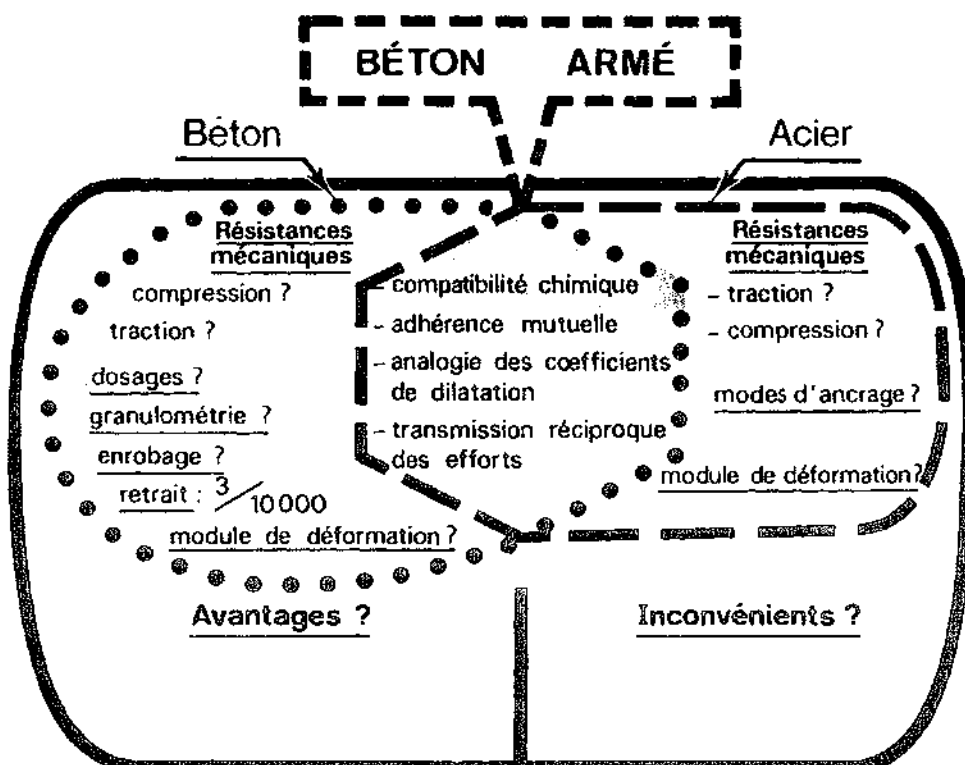 BÉTON ARMÉ
Béton
Acier
Résistances
mécaniques
compression ?
traction ?
dosages ?
granulométrie ?
enrobage ?
retrait : 3/10000
module de déformation ?
- compatibilité chimique
- adhérence mutuelle
- analogie des coefficients
de dilatation
- transmission réciproque
des efforts
Résistances
mécaniques
- traction ?
- compression ?
modes d'ancrage ?
module de déformation ?
Avantages ?
Inconvénients ?